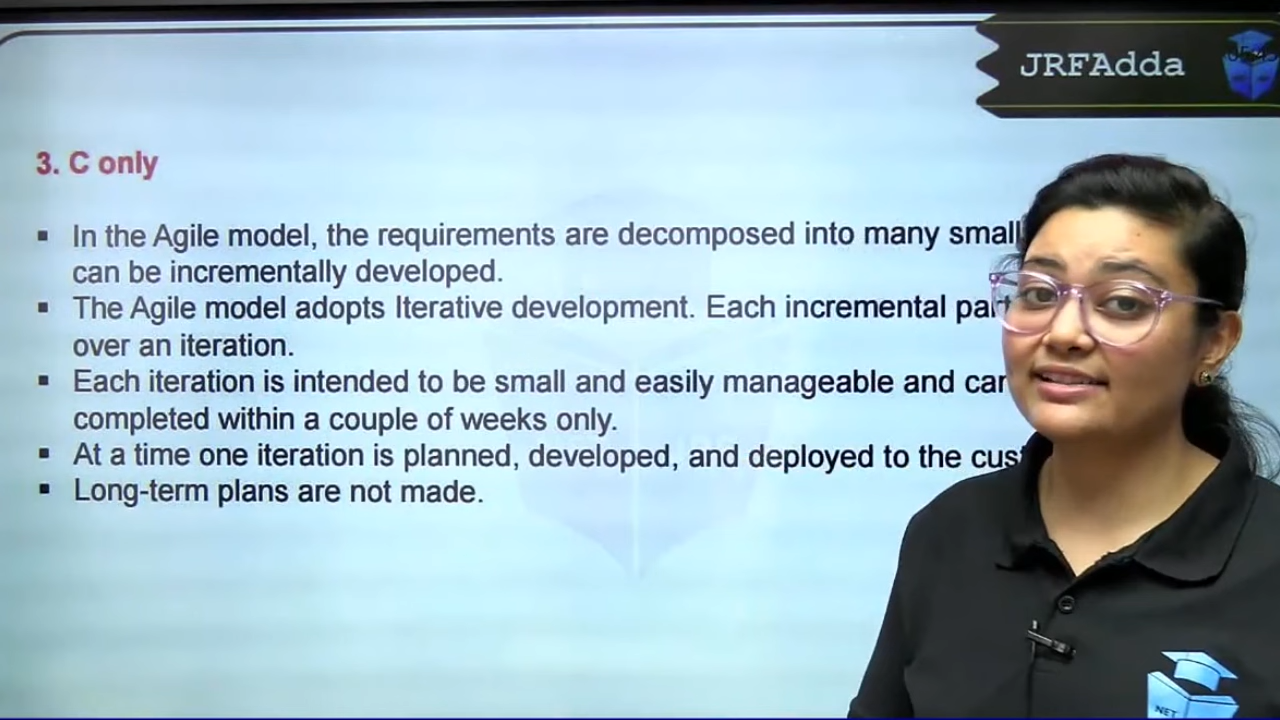 JRFAdda
3. C only
▪ In the Agile model, the requirements are decomposed into many small
can be incrementally developed.
▪ The Agile model adopts Iterative development. Each incremental part
over an iteration.
▪ Each iteration is intended to be small and easily manageable and can
completed within a couple of weeks only.
▪ At a time one iteration is planned, developed, and deployed to the
▪ Long-term plans are not made.
NET